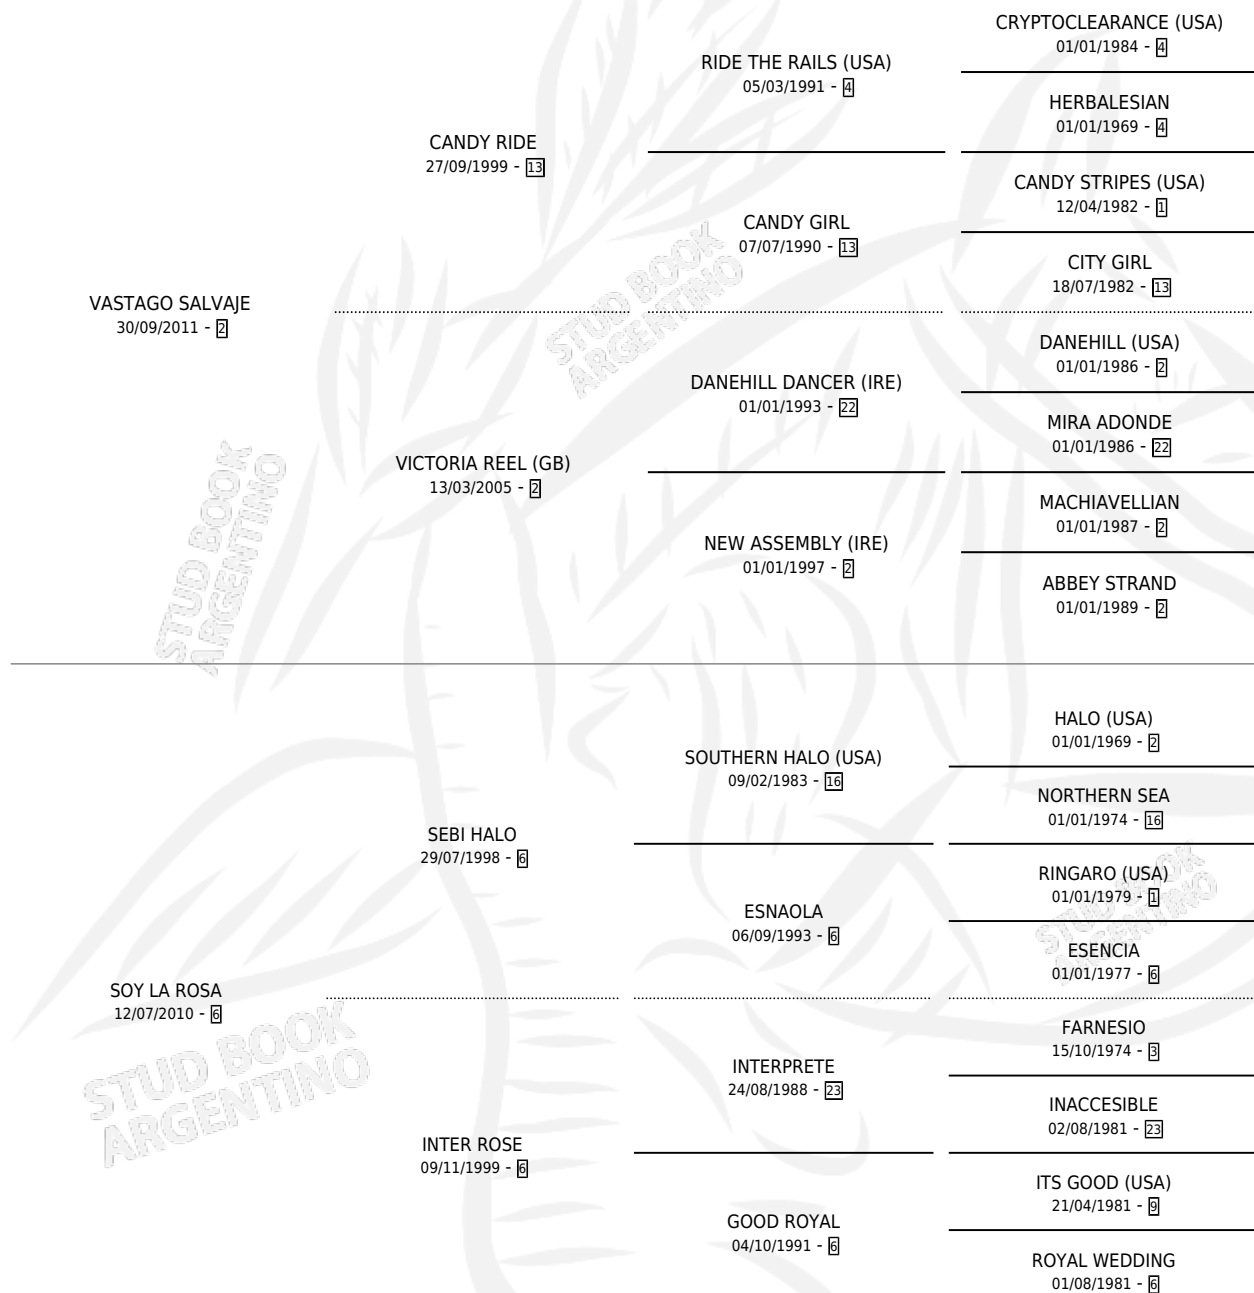 CRYPTOCLEARANCE (USA)
01/01/1984 - 4
RIDE THE RAILS (USA)
05/03/1991 - 4
HERBALESIAN
01/01/1969 - 4
CANDY RIDE
27/09/1999 - 13
CANDY STRIPES (USA)
12/04/1982 - 1
CANDY GIRL
07/07/1990 - 13
CITY GIRL
18/07/1982 - 13
VASTAGO SALVAJE
30/09/2011 - 2
DANEHILL (USA)
01/01/1986 - 2
DANEHILL DANCER (IRE)
01/01/1993 - 22
MIRA ADONDE
01/01/1986 - 22
VICTORIA REEL (GB)
13/03/2005 - 2
MACHIAVELLIAN
01/01/1987 - 2
NEW ASSEMBLY (IRE)
01/01/1997 - 2
ABBEY STRAND
01/01/1989 - 2
HALO (USA)
01/01/1969 - 2
SOUTHERN HALO (USA)
09/02/1983 - 16
NORTHERN SEA
01/01/1974 - 16
SEBI HALO
29/07/1998 - 6
RINGARO (USA)
01/01/1979 - 1
ESNAOLA
06/09/1993 - 6
ESENCIA
01/01/1977 - 6
SOY LA ROSA
12/07/2010 - 6
FARNESIO
15/10/1974 - 3
INTERPRETE
24/08/1988 - 23
INACCESIBLE
02/08/1981 - 23
INTER ROSE
09/11/1999 - 6
ITS GOOD (USA)
21/04/1981 - 9
GOOD ROYAL
04/10/1991 - 6
ROYAL WEDDING
01/08/1981 - 6
STUD BOOK
ARGENTINO
STUD BOOK
ARGENTINO
STUD BOOK
ARGENTINO
STUD BOOK
ARGENTINO